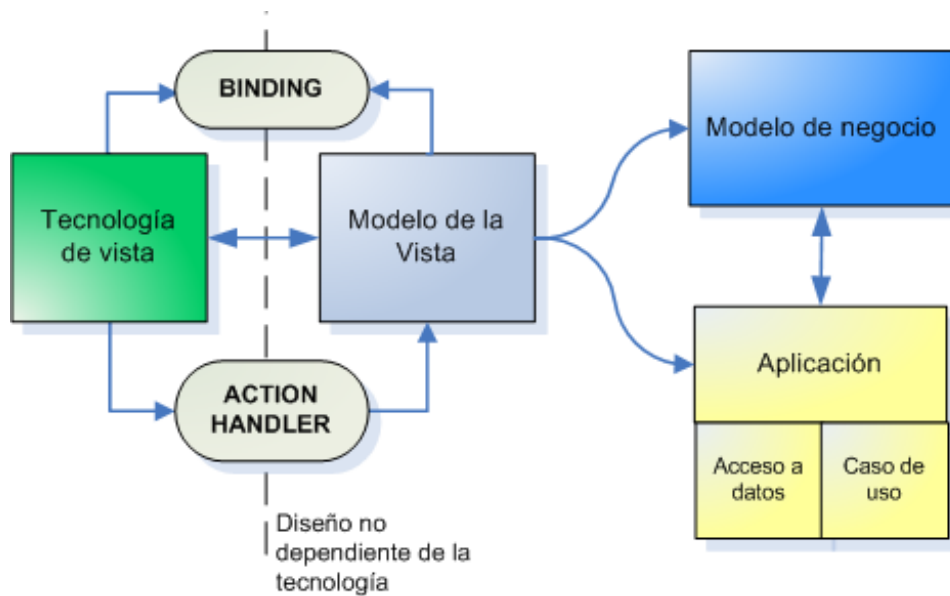 BINDING
Modelo de negocio
Tecnología
de vista
Modelo de la
Vista
Aplicación
ACTION
HANDLER
Acceso a
datos
Caso de
uso
Diseño no
dependiente de la
tecnología